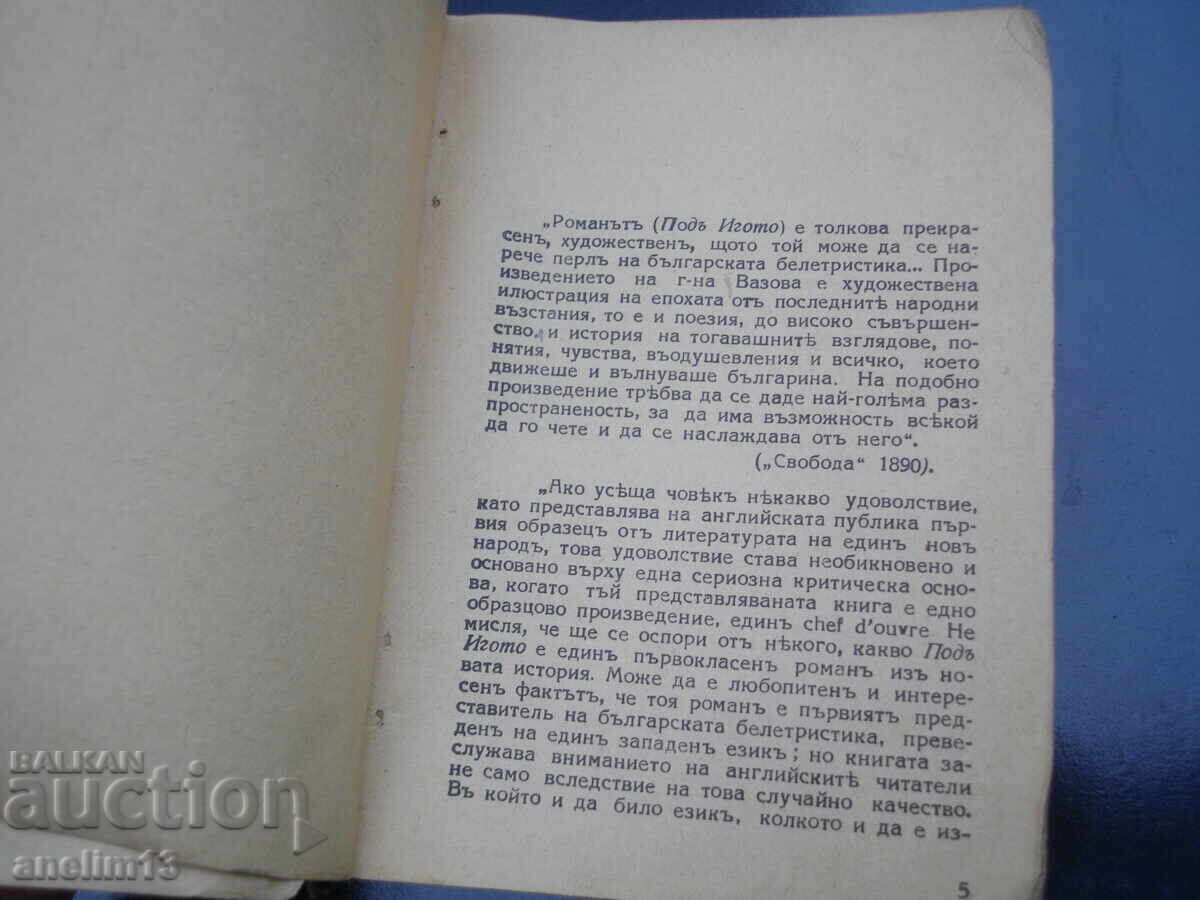 „Романътъ (Подъ Игото) е толкова прекра-
сенъ, художественъ, щото той може да се на-
рече перлъ на българската белетристика... Про-
изведението на г-на Вазова е художествена
илюстрация на епохата отъ последнитѣ народни
възстания, то е и поезия, до високо съвършен-
ство, и история на тогавашнитѣ взглядове, по-
нятия, чувства, въодушевления и всичко, което
движеше и вълнуваше българина. На подобно
произведение трѣбва да се даде най-голѣма раз-
пространеность, за да има възможность всѣкой
да го чете и да се наслаждава отъ него“.
(„Свобода“ 1890).
„Ако усѣща човѣкъ нѣкакво удоволствие,
като представлява на английската публика пър-
вия образецъ отъ литературата на единъ новъ
народъ, това удоволствие става необикновено и
основано върху една сериозна критическа осно-
ва, когато тъй представляваната книга е едно
образцово произведение, единъ chef d'ouvre. Не
мисля, че ще се оспори отъ нѣкого, какво Подъ
Игото е единъ първокласенъ романъ изъ но-
вата история. Може да е любопитенъ и интере-
сенъ фактътъ, че тоя романъ е първиятъ пред-
ставитель на българската белетристика, преве-
денъ на единъ западенъ езикъ; но книгата за-
служава вниманието на английскитѣ читатели
не само вследствие на това случайно качество.
Въ който и да било езикъ, колкото и да е из-
5
BALKAN
auction
anelim13